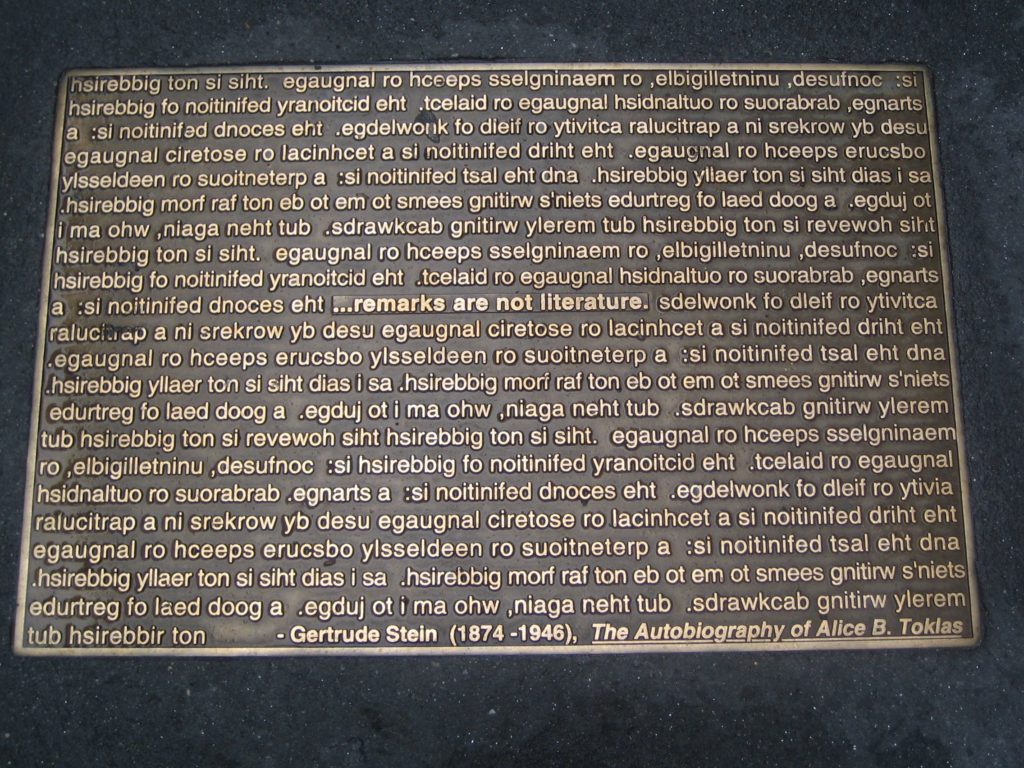 hsirebbig ton si siht.  egaugnal ro hceeps sselgninaem ro ,elbigilletninu ,desufnoc  :si
hsirebbig fo noitinifed yranoitcid eht  .tcelaid ro egaugnal hsidnaltuo ro suorabrab ,egnarts
a  :si noitinifed dnoces eht  .egdelwonk fo dleif ro ytivitca ralucitrap a ni srekrow yb desu
egaugnal ciretose ro lacinhcet a si noitinifed driht eht  .egaugnal ro hceeps erucsbo
ylsseldeen ro suoitneterp a  :si noitinifed tsal eht dna  .hsirebbig yllaer ton si siht dias i sa
.hsirebbig morf raf ton eb ot em ot smees gnitirw s'niets edurtreg fo laed doog a  .egduj ot
i ma ohw ,niaga neht tub  .sdrawkcab gnitirw ylerem tub hsirebbig ton si revewoh siht
hsirebbig ton si siht.  egaugnal ro hceeps sselgninaem ro ,elbigilletninu ,desufnoc  :si
hsirebbig fo noitinifed yranoitcid eht  .tcelaid ro egaugnal hsidnaltuo ro suorabrab ,egnarts
a  :si noitinifed dnoces eht ...remarks are not literature. sdelwonk fo dleif ro ytivitca
ralucitrap a ni srekrow yb desu egaugnal ciretose ro lacinhcet a si noitinifed driht eht
.egaugnal ro hceeps erucsbo ylsseldeen ro suoitneterp a  :si noitinifed tsal eht dna
.hsirebbig yllaer ton si siht dias i sa .hsirebbig morf raf ton eb ot em ot smees gnitirw s'niets
edurtreg fo laed doog a  .egduj ot i ma ohw ,niaga neht tub  .sdrawkcab gnitirw ylerem
tub hsirebbig ton si revewoh siht hsirebbig ton si siht.  egaugnal ro hceeps sselgninaem
ro ,elbigilletninu ,desufnoc  :si hsirebbig fo noitinifed yranoitcid eht  .tcelaid ro egaugnal
hsidnaltuo ro suorabrab .egnarts a  :si noitinifed dnoces eht  .egdelwonk fo dleif ro ytivia
ralucitrap a ni srekrow yb desu egaugnal ciretose ro lacinhcet a si noitinifed driht eht
egaugnal ro hceeps erucsbo ylsseldeen ro suoitneterp a  :si noitinifed tsal eht dna
.hsirebbig yllaer ton si siht dias i sa  .hsirebbig morf raf ton eb ot em ot smees gnitirw s'niets
edurtreg fo laed doog a  .egduj ot i ma ohw ,niaga neht tub  .sdrawkcab gnitirw ylerem
tub hsirebbir ton - Gertrude Stein (1874 -1946), The Autobiography of Alice B. Toklas